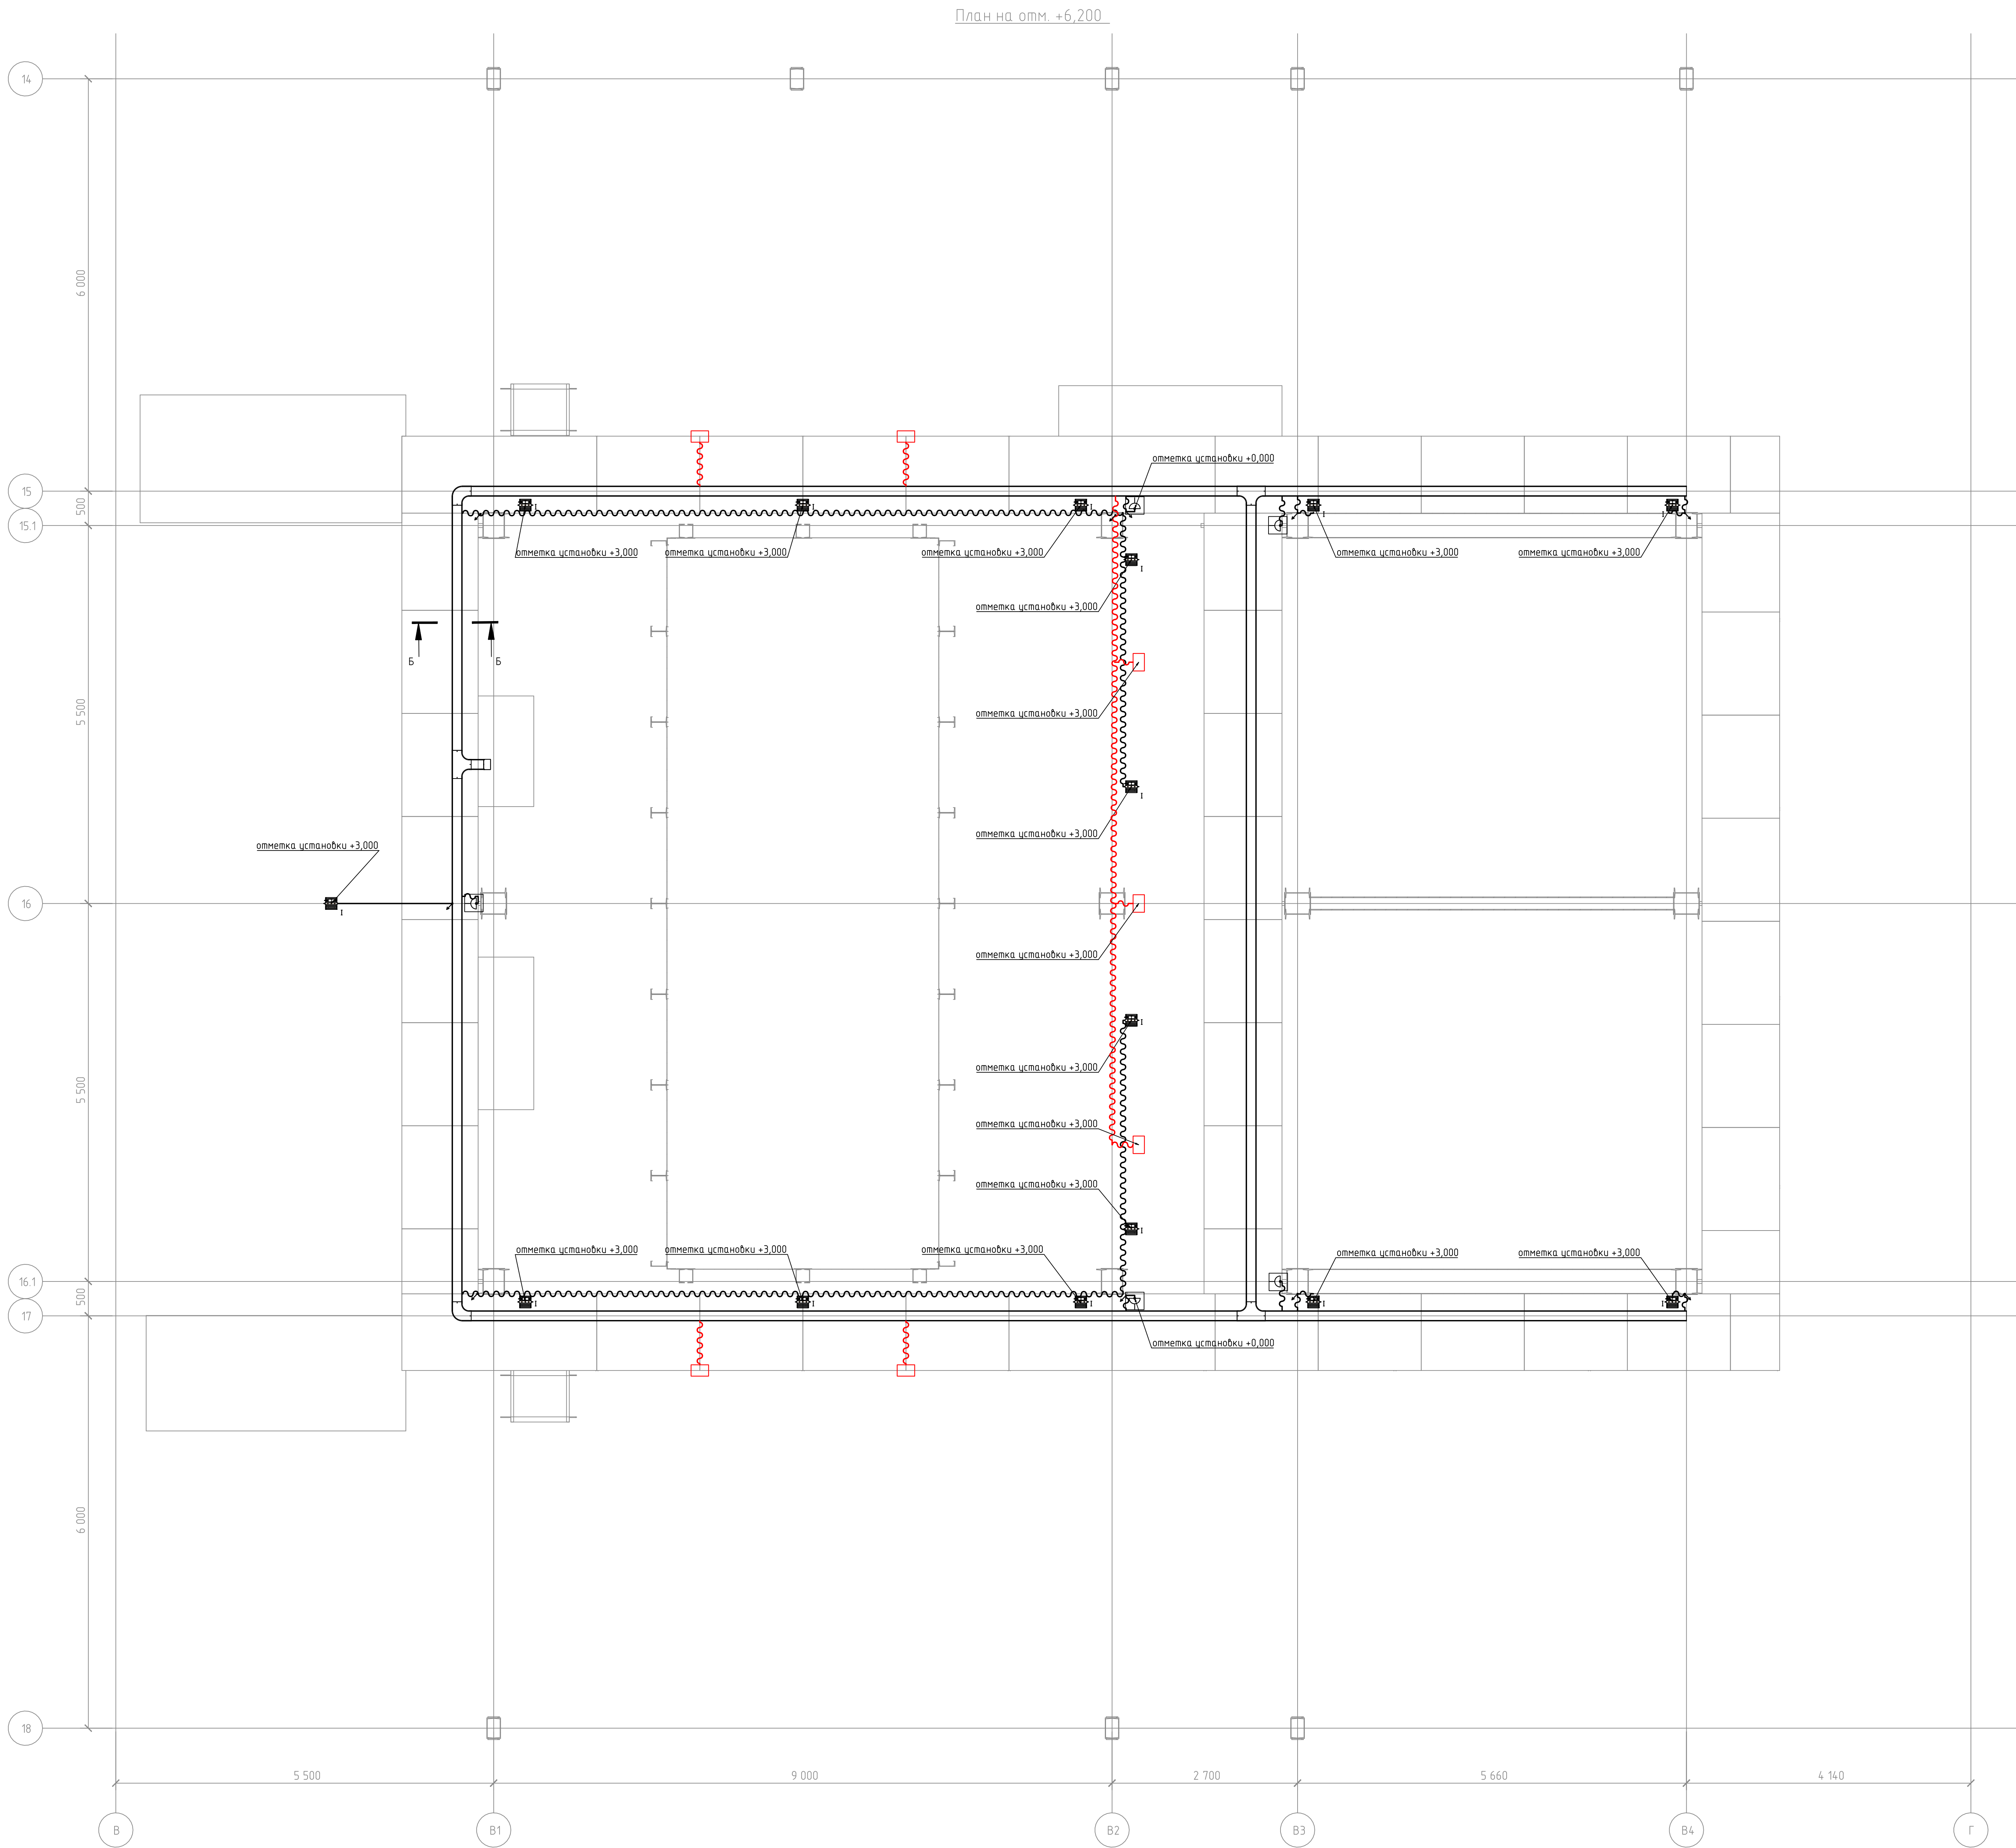 План на отм. +6,200
14
6 000
15
отметка установки +0,000
500
I
I
I
I
I
15.1
отметка установки +3,000
отметка установки +3,000
отметка установки +3,000
отметка установки +3,000
отметка установки +3,000
I
отметка установки +3,000
Б
Б
5 500
отметка установки +3,000
I
отметка установки +3,000
отметка установки +3,000
16
I
отметка установки +3,000
I
отметка установки +3,000
5 500
отметка установки +3,000
отметка установки +3,000
I
отметка установки +3,000
отметка установки +3,000
отметка установки +3,000
отметка установки +3,000
отметка установки +3,000
16.1
500
I
I
I
I
I
17
отметка установки +0,000
6 000
18
5 500
9 000
2 700
5 660
4 140
В
В1
В2
В3
В4
Г